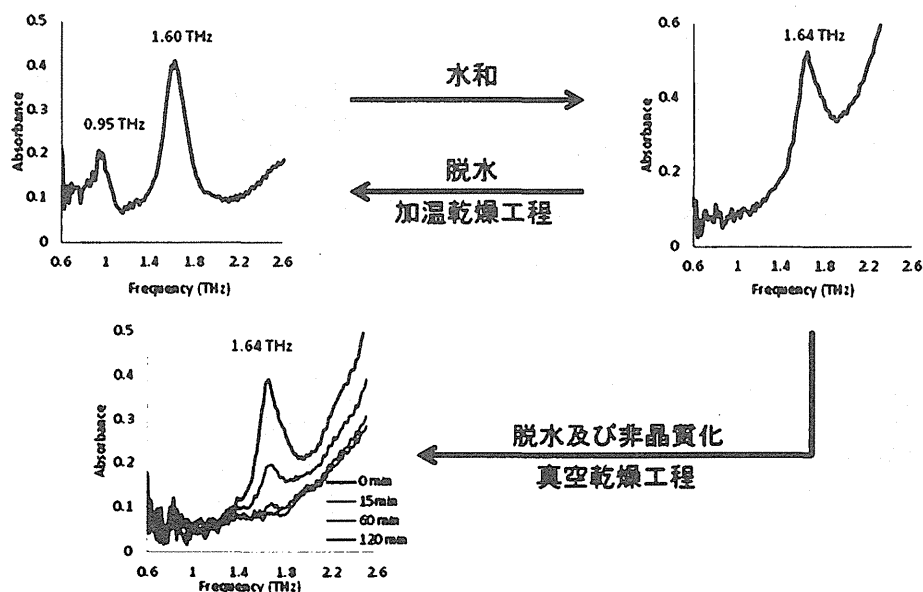 0.5
0.4
0.3
0.2
0.1
0
Absorbance
0.95 THz
1.60 THz
0.6 1 1.4 1.8 2.2 2.6
Frequency (THz)
水和
脱水
加温乾燥工程
0.6
0.4
0.2
0
Absorbance
1.64 THz
0.6 1 1.4 1.8 2.2 2.6
Frequency (THz)
脱水及び非晶質化
真空乾燥工程
0.5
0.4
0.3
0.2
0.1
0
Absorbance
1.64 THz
0 min
15 min
60 min
120 min
0.6 1 1.4 1.8 2.2 2.6
Frequency (THz)